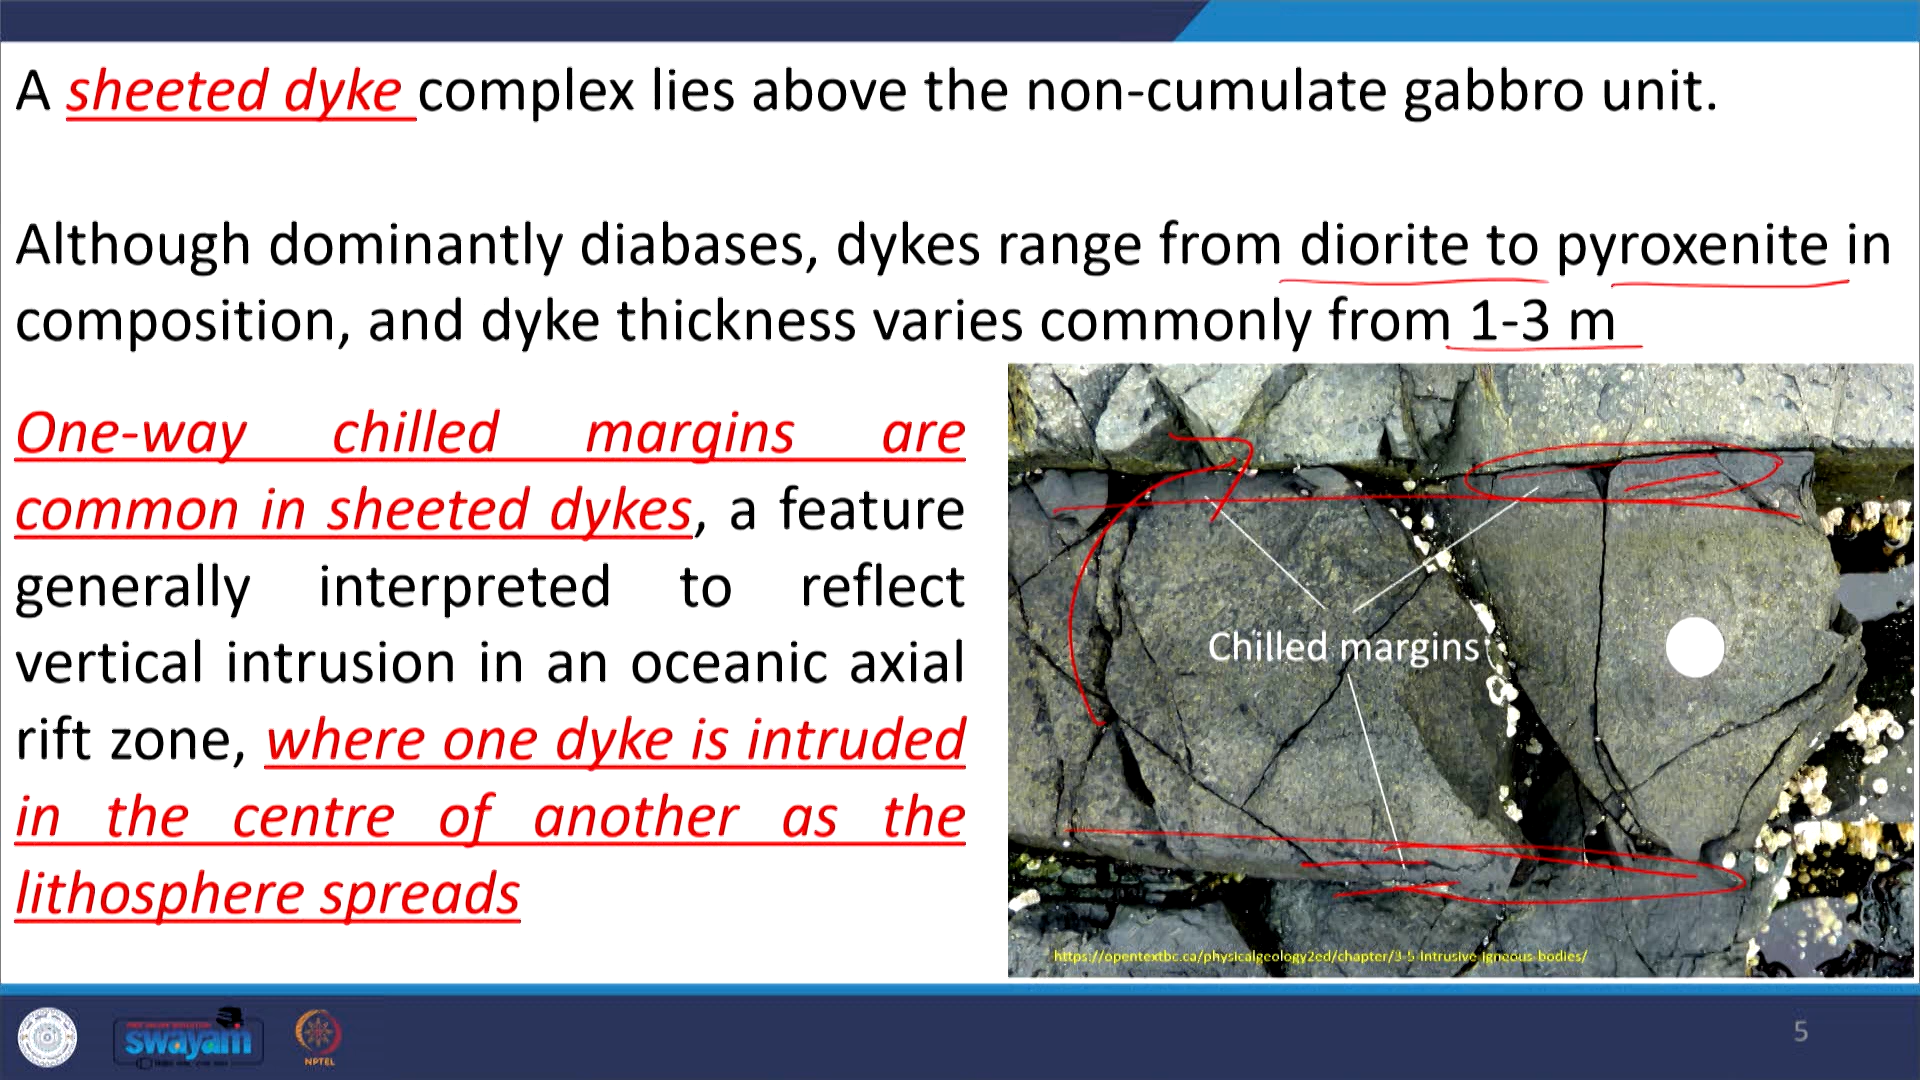 A sheeted dyke complex lies above the non-cumulate gabbro unit.
Although dominantly diabases, dykes range from diorite to pyroxenite in
composition, and dyke thickness varies commonly from 1-3 m
One-way chilled margins are
common in sheeted dykes, a feature
generally interpreted to reflect
vertical intrusion in an oceanic axial
rift zone, where one dyke is intruded
in the centre of another as the
lithosphere spreads
Chilled margins
https://opentextbc.ca/physicalgeology2ed/chapter/3-5-intrusive-igneous-bodies/
swayam
NPTEL
5